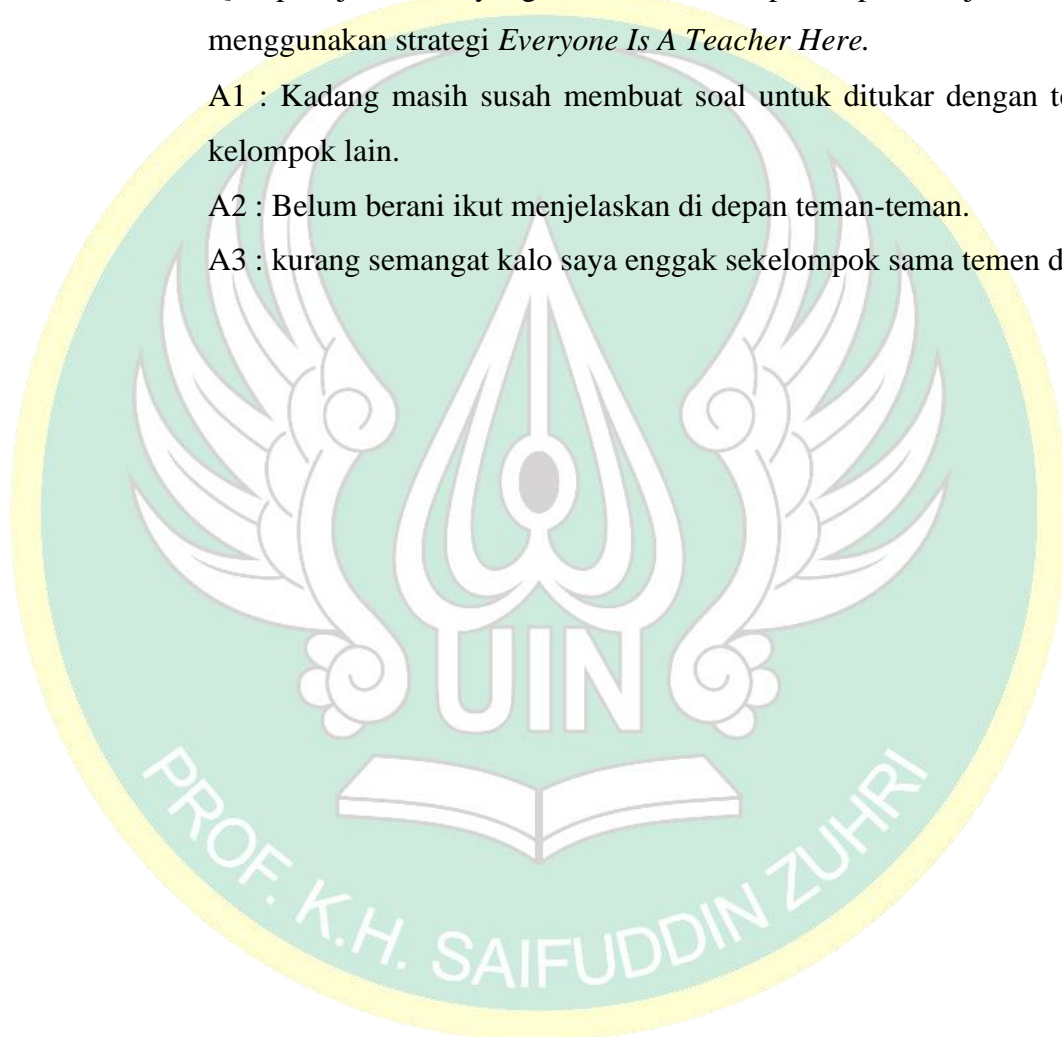 menggunakan strategi Everyone Is A Teacher Here.
A1 : Kadang masih susah membuat soal untuk ditukar dengan
kelompok lain.
A2 : Belum berani ikut menjelaskan di depan teman-teman.
A3 : kurang semangat kalo saya enggak sekelompok sama temen
UIN
PROF. K.H. SAIFUDDIN ZUHRI